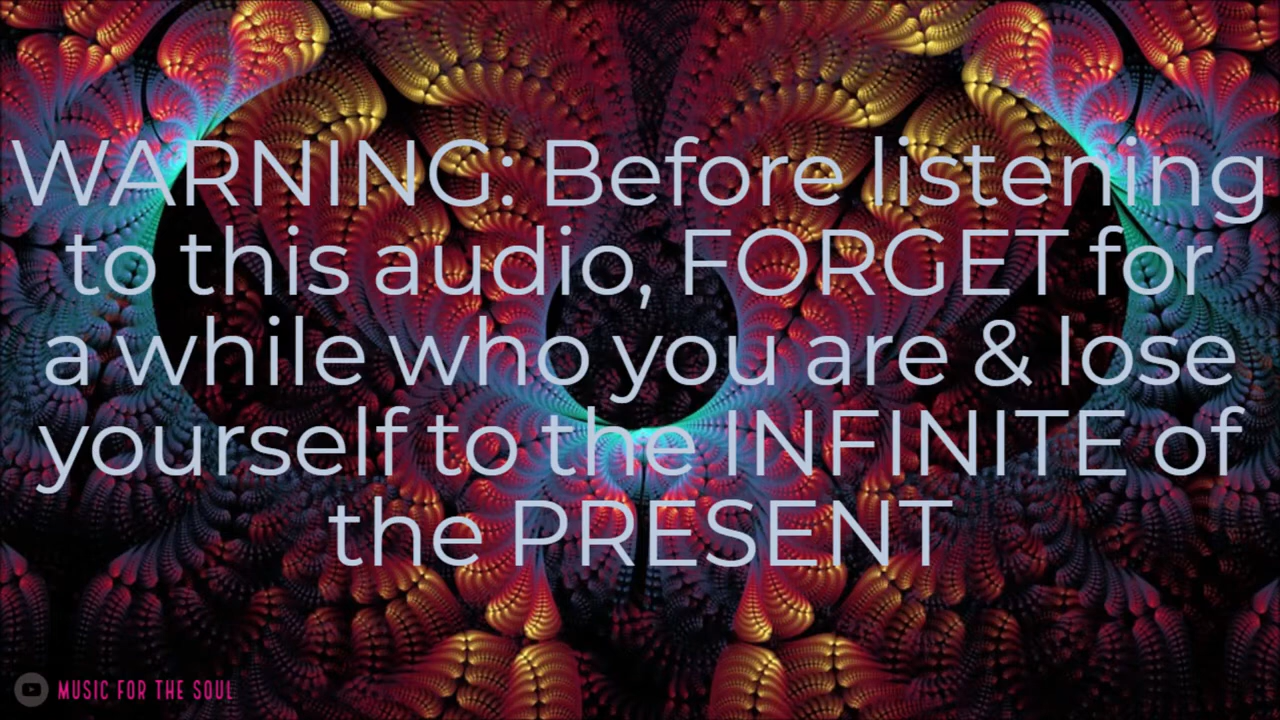 WARNING: Before listening
to this audio, FORGET for
a while who you are & lose
yourself to the INFINITE of
the PRESENT
MUSIC FOR THE SOUL